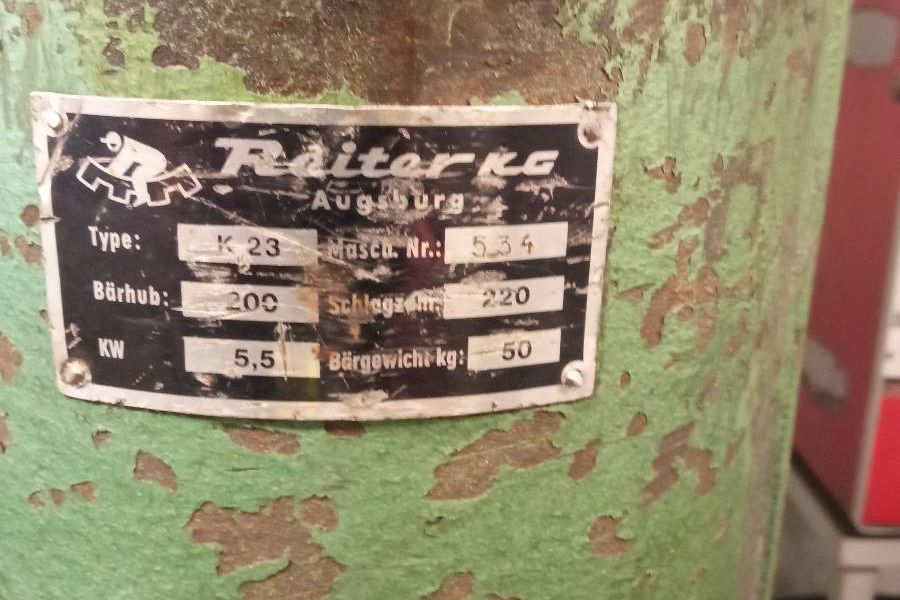 Reiter KG
Augsburg
Type: K 23 Masch. Nr.: 534
Bärhub: 200 Schlagzahl: 220
KW 5,5 Bärgewicht kg: 50